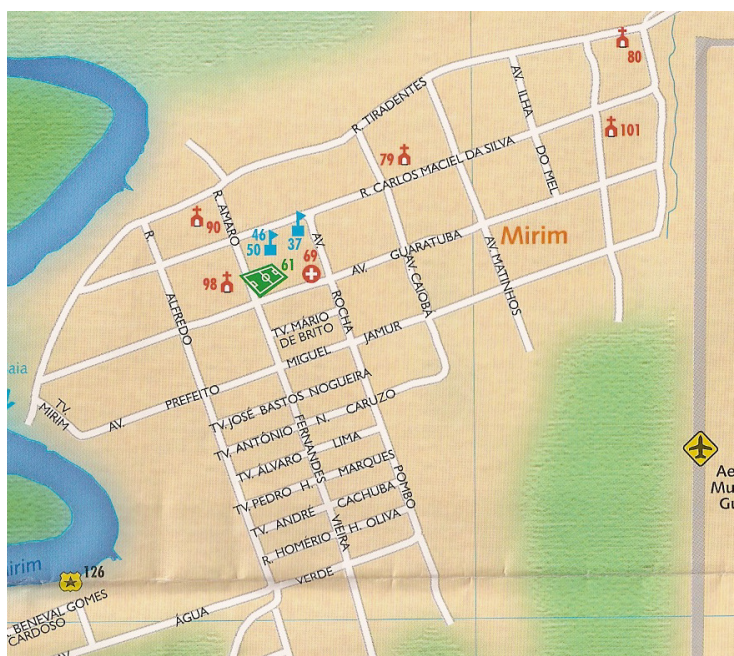 80
R. TIRADENTES
AV. ILHA DO MEL
101
79
R. CARLOS MACIEL DA SILVA
90
R. AMARO
46
50
37
AV. ROCHA POMBO
AV. GUARATUBA
Mirim
61
69
98
R. ALFREDO
AV. CAIOBÁ
AV. MATINHOS
TV. MÁRIO
DE BRITO
AV. PREFEITO MIGUEL JAMUR
aia
TV. MIRIM
TV. JOSÉ BASTOS NOGUEIRA
TV. ANTÔNIO N. CARUZO
FERNANDES VIEIRA
TV. ÁLVARO LIMA
TV. PEDRO H. MARQUES
TV. ANDRÉ CACHUBA
R. HOMÉRIO H. OLIVA
Ae
Mu
Gu
irim
126
ÁGUA VERDE
BENEVAL GOMES
CARDOSO